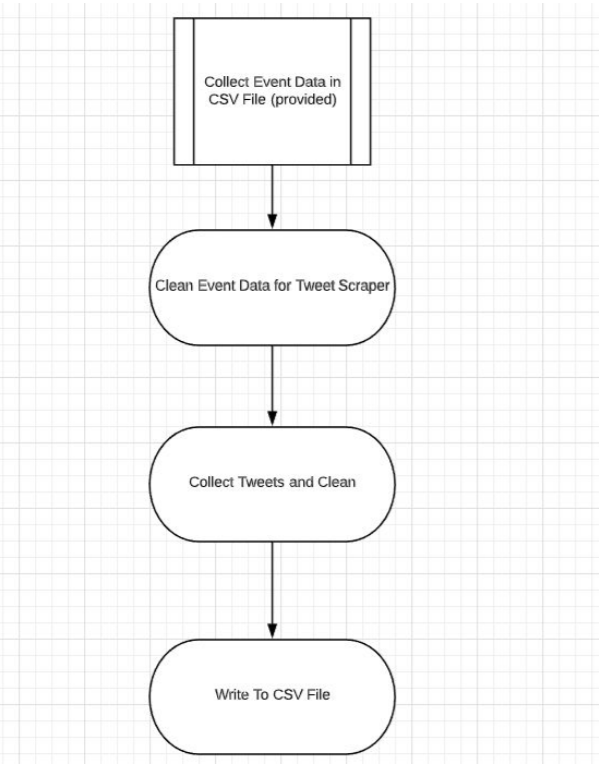 Collect Event Data in
CSV File (provided)
Clean Event Data for Tweet Scraper
Collect Tweets and Clean
Write To CSV File